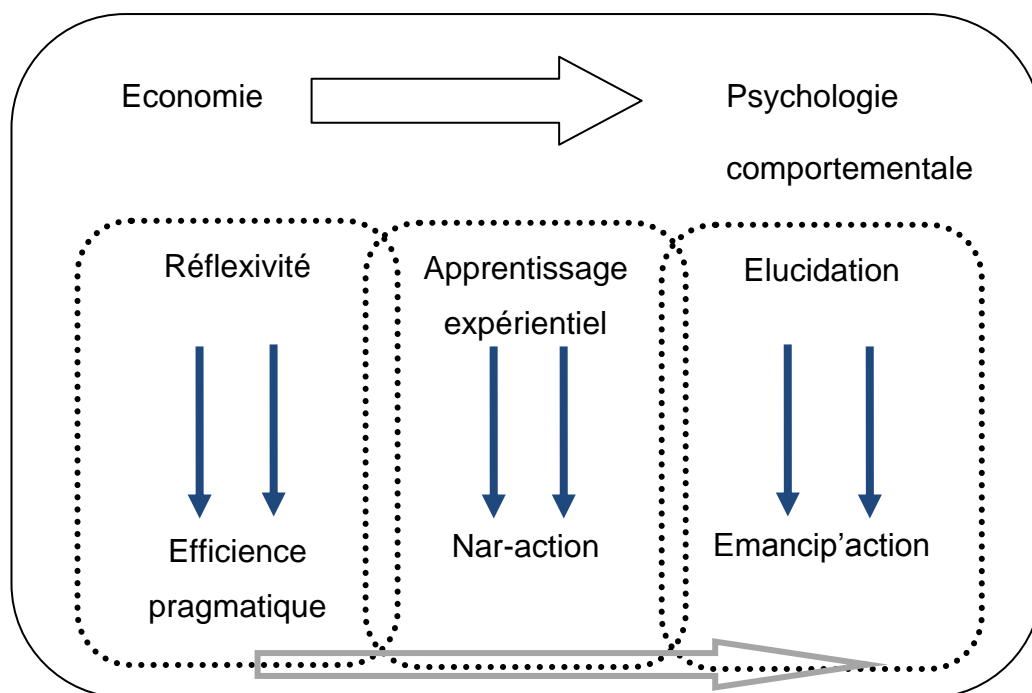 Economie
Psychologie
comportementale
Réflexivité
Apprentissage
expérientiel
Elucidation
Efficience
pragmatique
Nar-action
Emancip’action